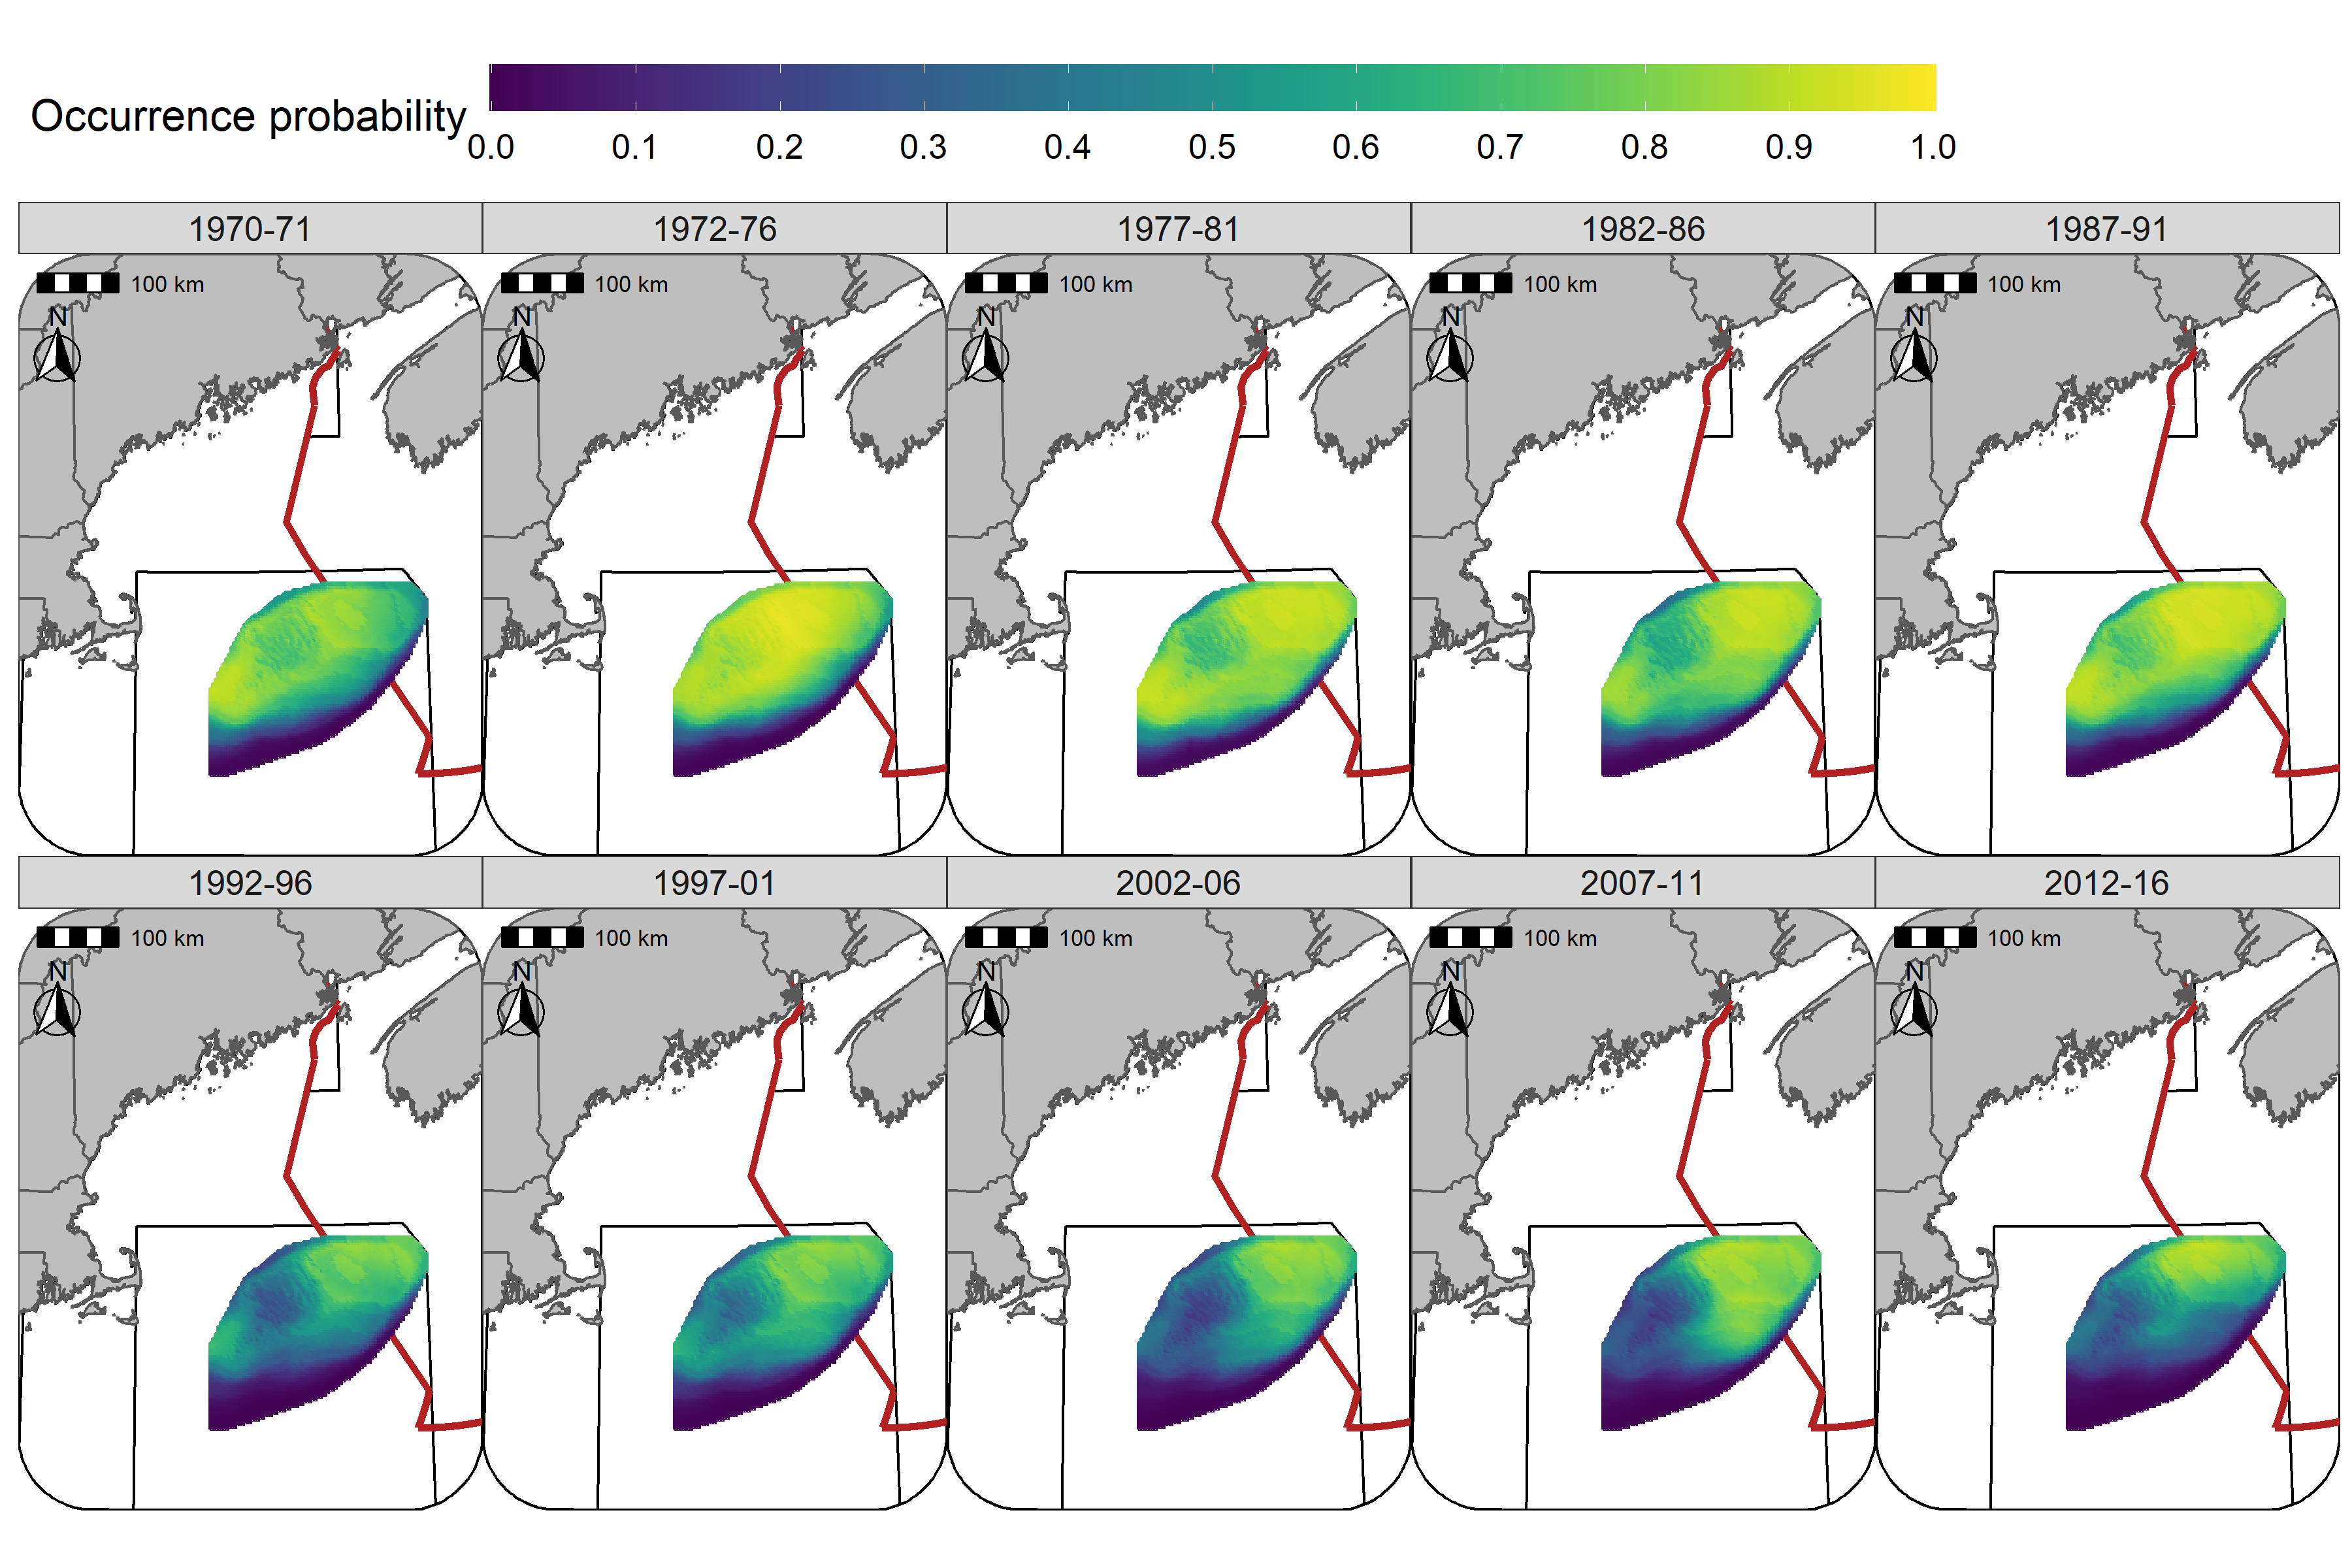 Occurrence probability
0.0 0.1 0.2 0.3 0.4 0.5 0.6 0.7 0.8 0.9 1.0
1970-71 1972-76 1977-81 1982-86 1987-91
100 km 100 km 100 km 100 km 100 km
N N N N N
1992-96 1997-01 2002-06 2007-11 2012-16
100 km 100 km 100 km 100 km 100 km
N N N N N